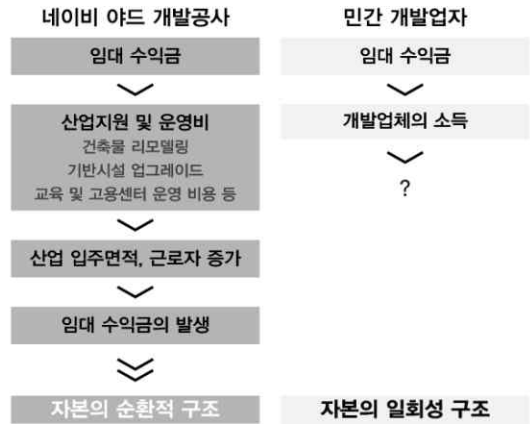 네이비 야드 개발공사
임대 수익금
산업지원 및 운영비
건축물 리모델링
기반시설 업그레이드
교육 및 고용센터 운영 비용 등
산업 입주면적, 근로자 증가
임대 수익금의 발생
자본의 순환적 구조
민간 개발업자
임대 수익금
개발업체의 소득
?
자본의 일회성 구조